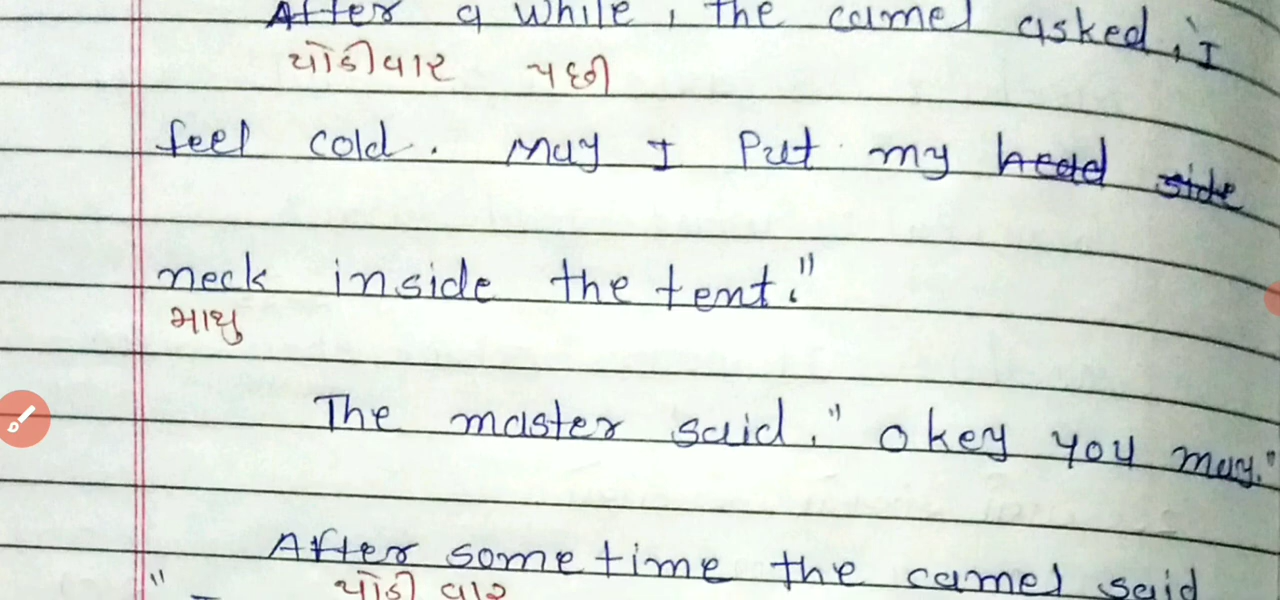 After a while, the camel asked, "I
થોડીવાર પછી
feel cold. May I Put my head side
neck inside the tent."
માથુ
The master said, "Okey you may."
After some time the camel said
થોડી વાર
"